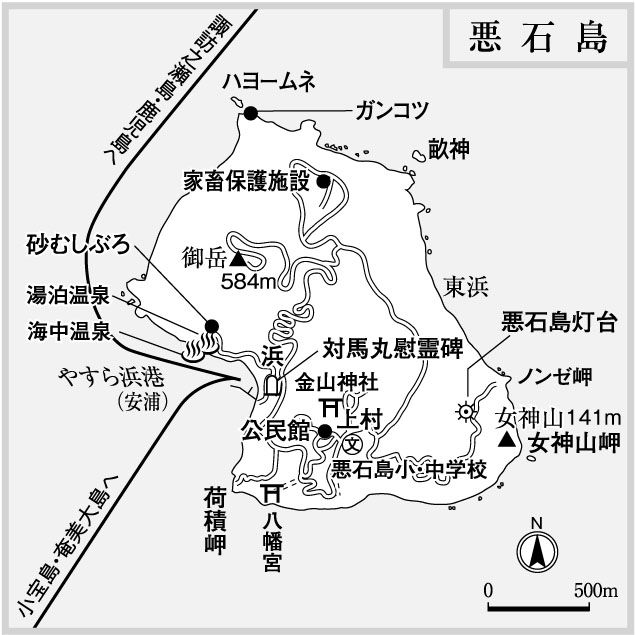 悪石島
諏訪之瀬島・鹿児島へ
ハヨームネ
ガンコツ
畝神
家畜保護施設
砂むしぶろ
御岳
584m
東浜
湯泊温泉
海中温泉
悪石島灯台
浜
対馬丸慰霊碑
やすら浜港
(安浦)
金山神社
ノンゼ岬
上村
公民館
女神山141m
女神山岬
文
悪石島小・中学校
荷積岬
八幡宮
小宝島・奄美大島へ
N
0 500m